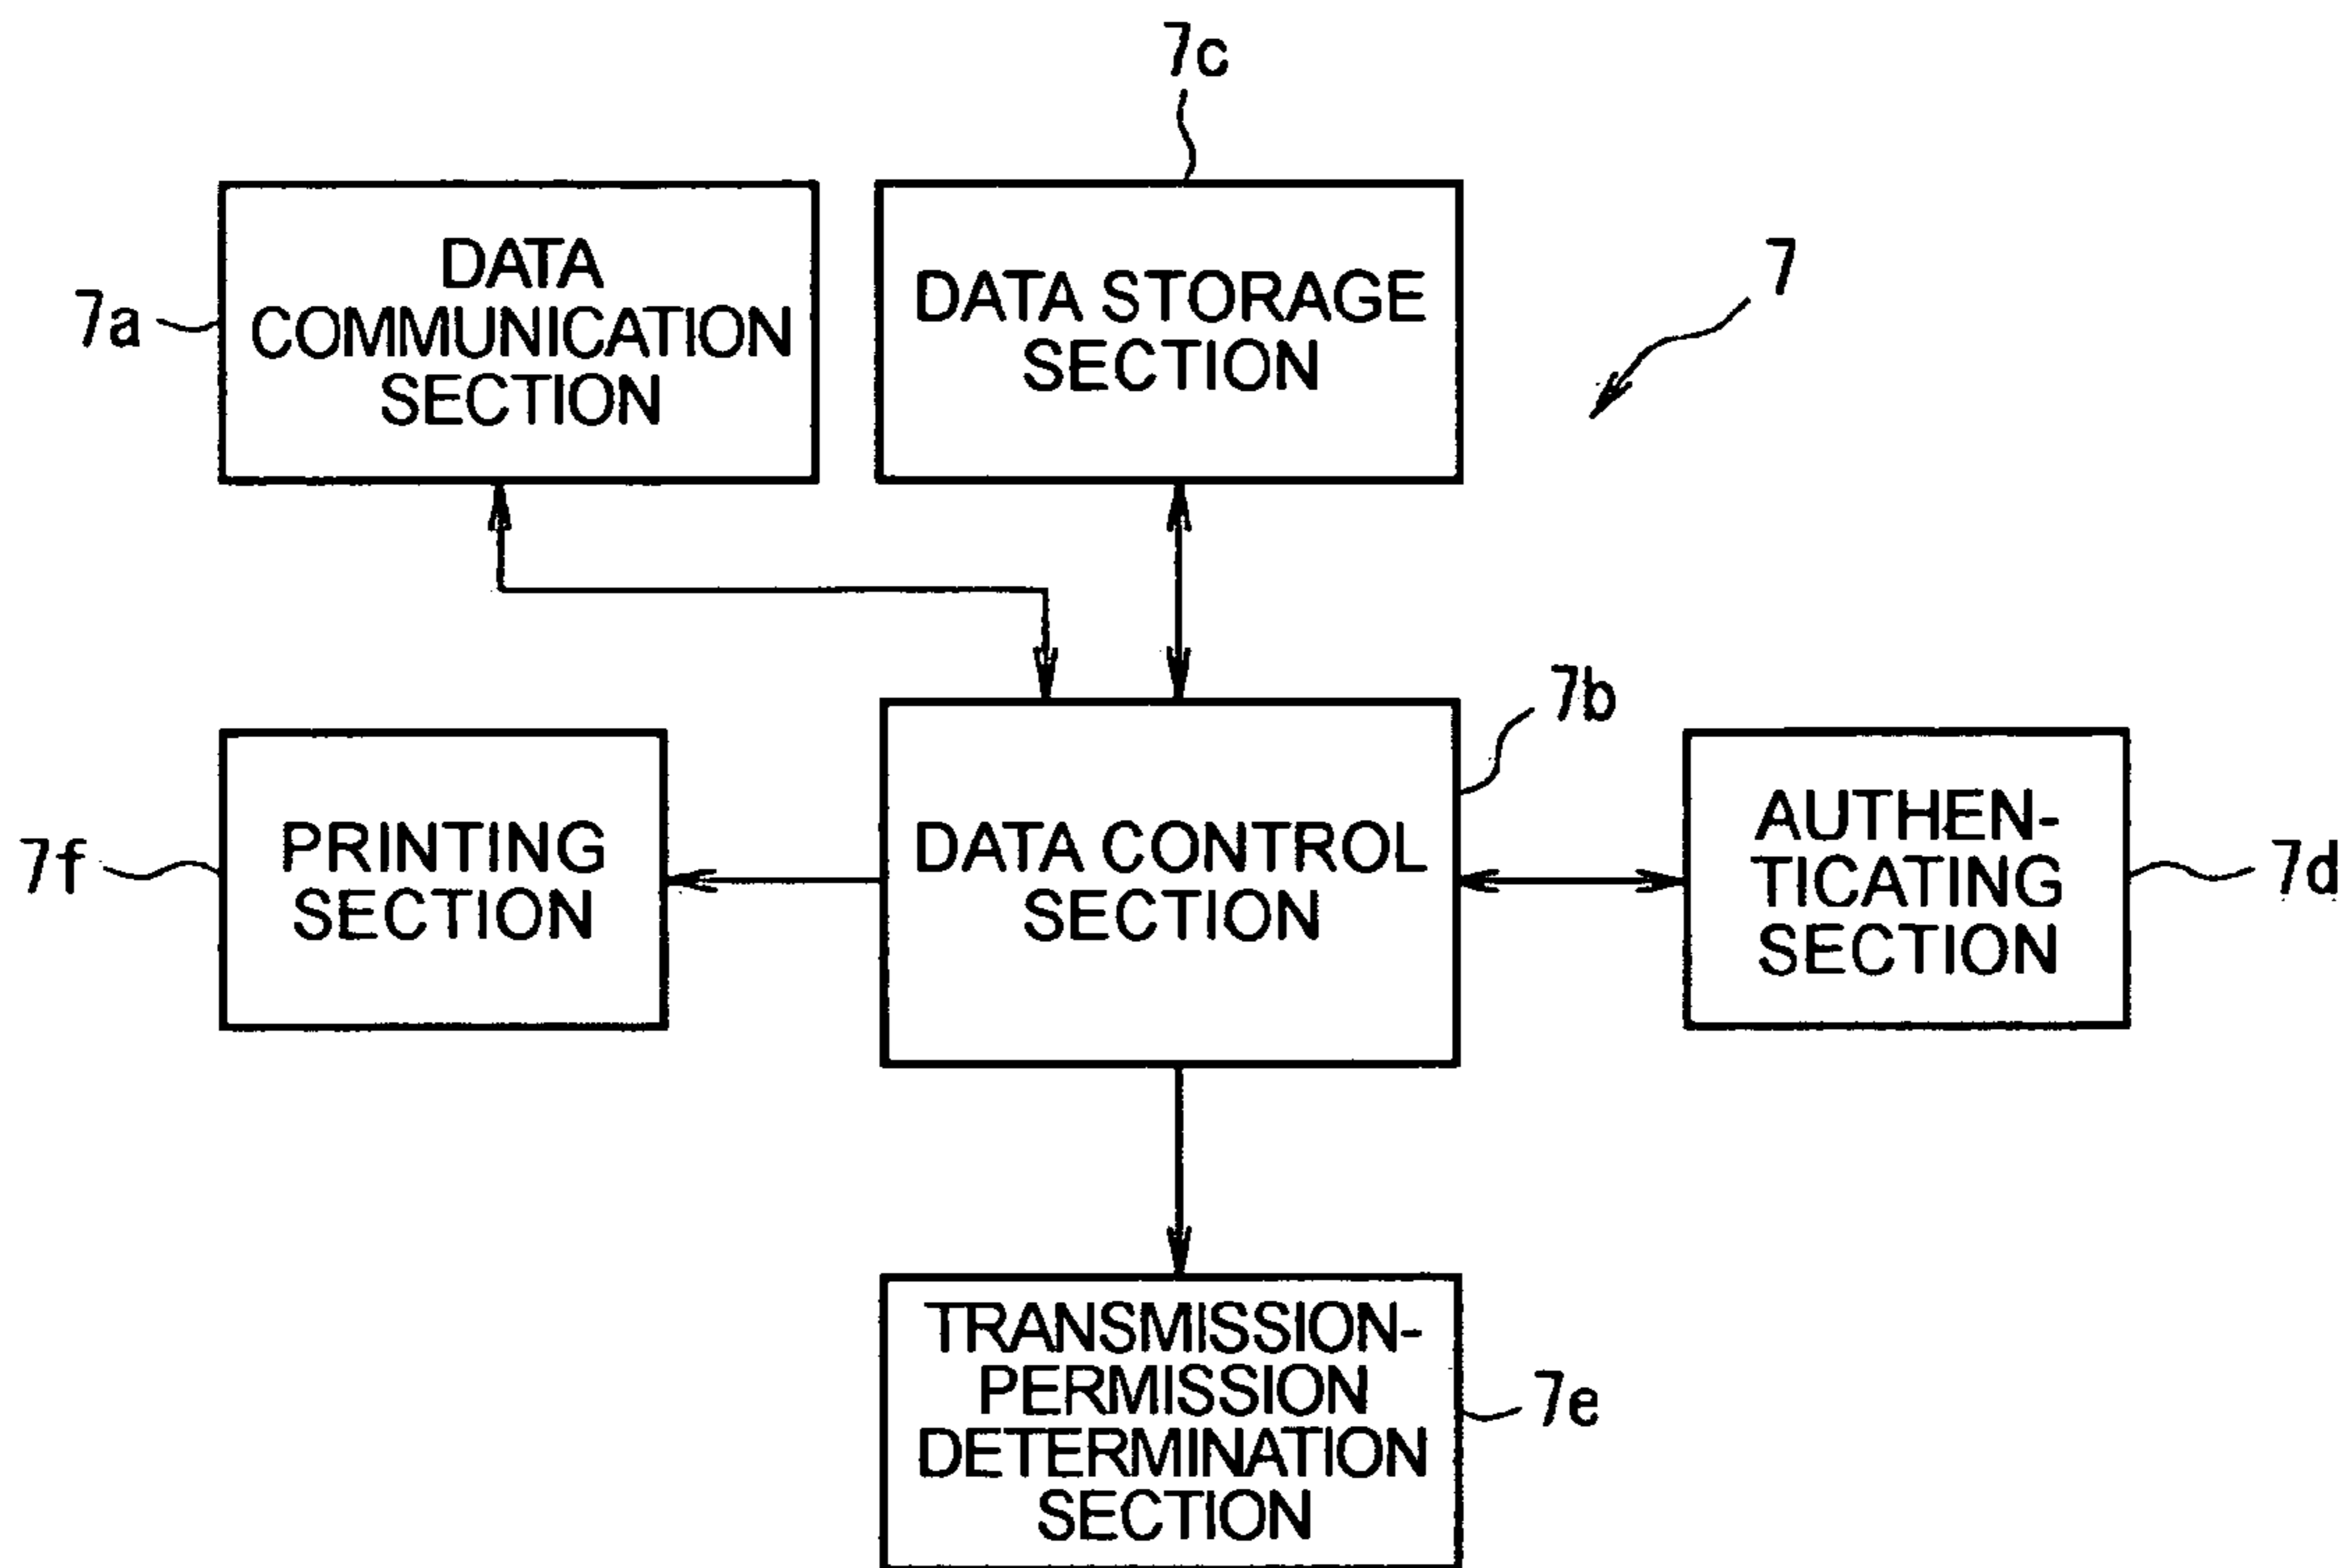 7c
7a
DATA
COMMUNICATION
SECTION
DATA STORAGE
SECTION
7
7b
7f
PRINTING
SECTION
DATA CONTROL
SECTION
AUTHEN-
TICATING
SECTION
7d
TRANSMISSION-
PERMISSION
DETERMINATION
SECTION
7e